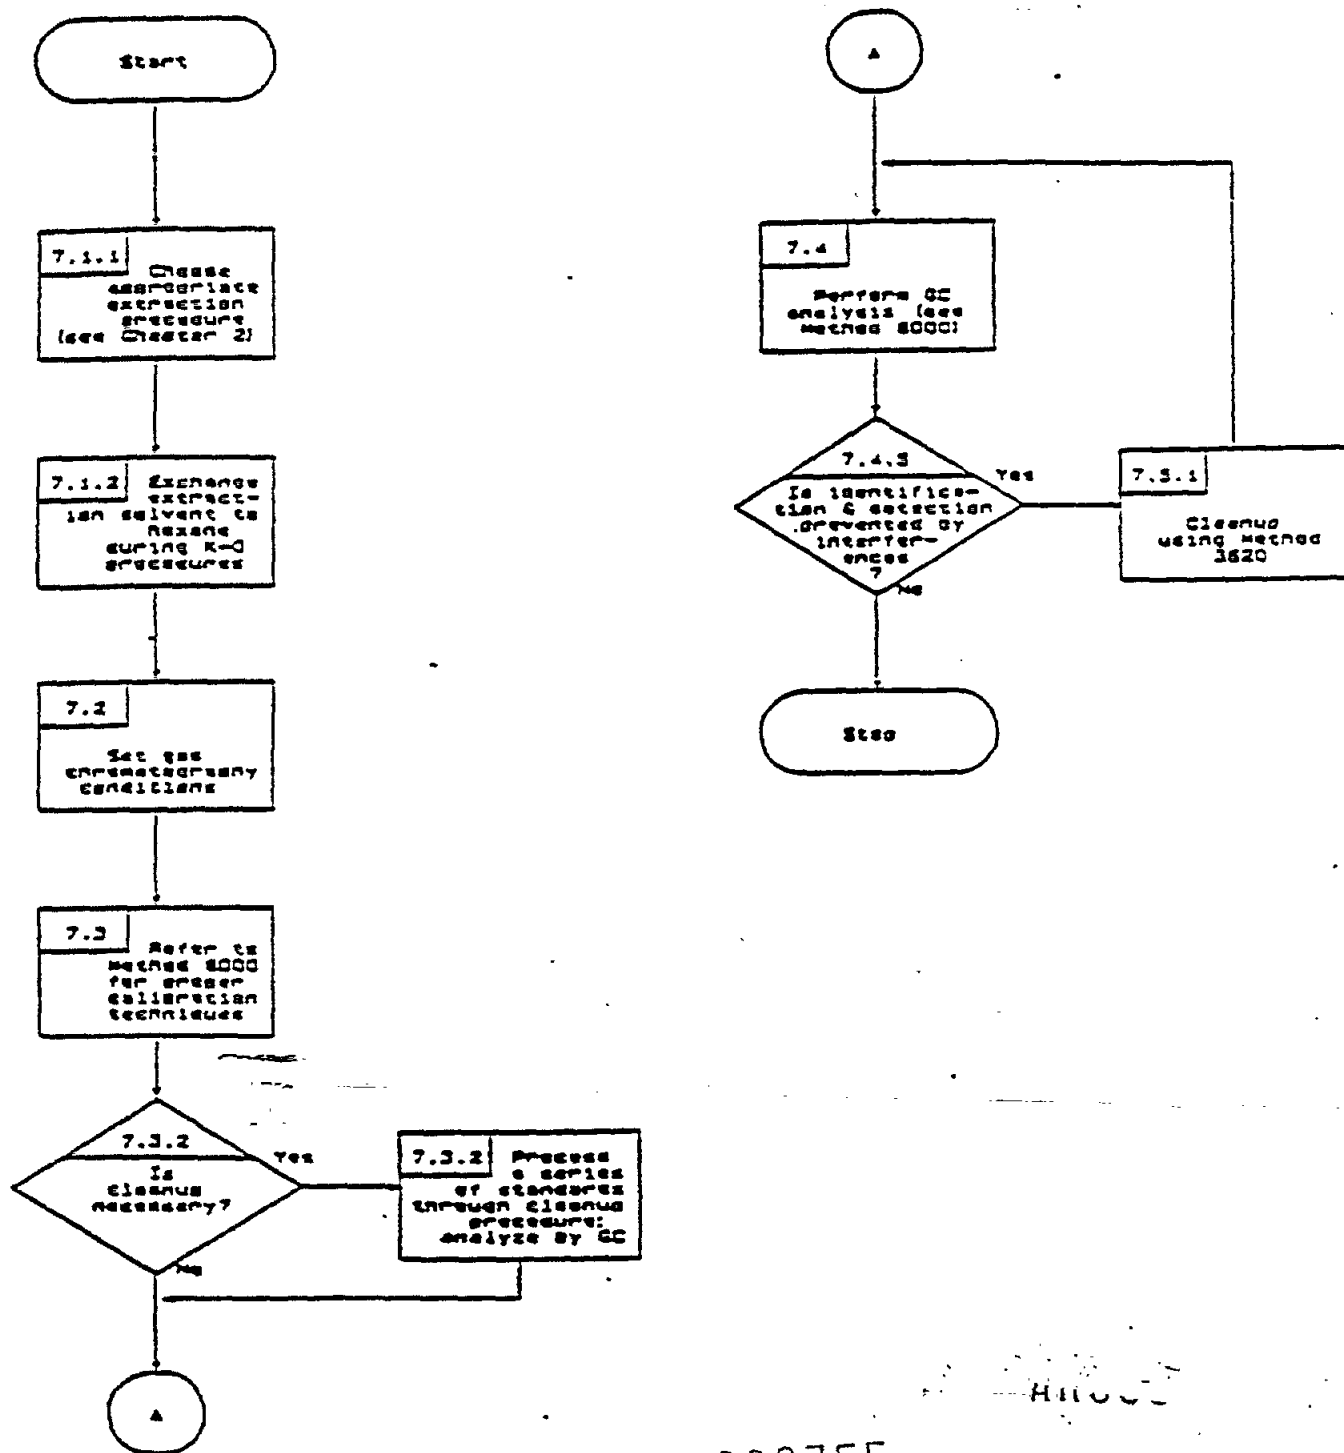 Start
7.1.1 Choose
appropriate
extraction
procedure
(see Chapter 2)
7.1.2 Exchange
extract-
ion solvent to
hexane
during K-D
procedures
7.2
Set gas
chromatography
conditions
7.3 Refer to
Method 8000
for proper
calibration
techniques
7.3.2
Is
cleanup
necessary?
Yes
No
7.3.2 Process
a series
of standards
through cleanup
procedure;
analyze by GC
A
A
7.4
Perform GC
analysis (see
Method 8000)
7.4.5
Is identifica-
tion & detection
prevented by
interfer-
ences
?
Yes
No
7.5.1
Cleanup
using Method
3620
Stop